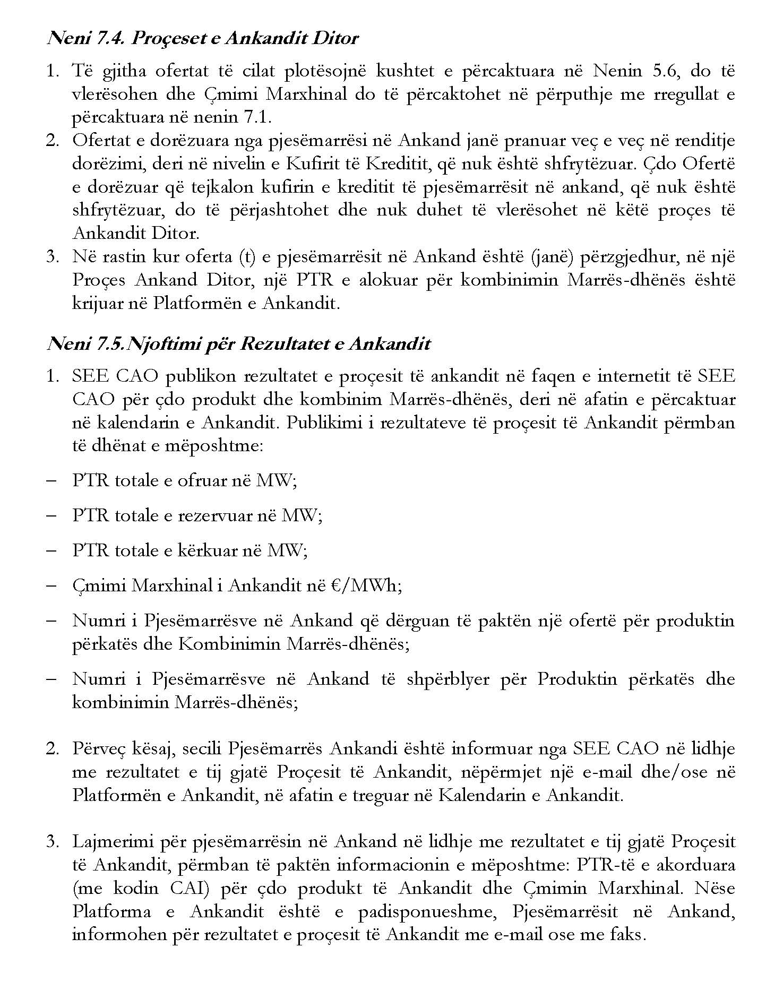 Neni 7.4. Proçeset e Ankandit Ditor
1. Të gjitha ofertat të cilat plotësojnë kushtet e përcaktuara në Nenin 5.6, do të
vlerësohen dhe Çmimi Marxhinal do të përcaktohet në përputhje me rregullat e
përcaktuara në nenin 7.1.
2. Ofertat e dorëzuara nga pjesëmarrësi në Ankand janë pranuar veç e veç në renditje
dorëzimi, deri në nivelin e Kufirit të Kreditit, që nuk është shfrytëzuar. Çdo Ofertë
e dorëzuar që tejkalon kufirin e kreditit të pjesëmarrësit në ankand, që nuk është
shfrytëzuar, do të përjashtohet dhe nuk duhet të vlerësohet në këtë proçes të
Ankandit Ditor.
3. Në rastin kur oferta (t) e pjesëmarrësit në Ankand është (janë) përzgjedhur, në një
Proçes Ankand Ditor, një PTR e alokuar për kombinimin Marrës-dhënës është
krijuar në Platformën e Ankandit.
Neni 7.5.Njoftimi për Rezultatet e Ankandit
1. SEE CAO publikon rezultatet e proçesit të ankandit në faqen e internetit të SEE
CAO për çdo produkt dhe kombinim Marrës-dhënës, deri në afatin e përcaktuar
në kalendarin e Ankandit. Publikimi i rezultateve të proçesit të Ankandit përmban
të dhënat e mëposhtme:
– PTR totale e ofruar në MW;
– PTR totale e rezervuar në MW;
– PTR totale e kërkuar në MW;
– Çmimi Marxhinal i Ankandit në €/MWh;
– Numri i Pjesëmarrësve në Ankand që dërguan të paktën një ofertë për produktin
përkatës dhe Kombinimin Marrës-dhënës;
– Numri i Pjesëmarrësve në Ankand të shpërblyer për Produktin përkatës dhe
kombinimin Marrës-dhënës;
2. Përveç kësaj, secili Pjesëmarrës Ankandi është informuar nga SEE CAO në lidhje
me rezultatet e tij gjatë Proçesit të Ankandit, nëpërmjet një e-mail dhe/ose në
Platformën e Ankandit, në afatin e treguar në Kalendarin e Ankandit.
3. Lajmerimi për pjesëmarrësin në Ankand në lidhje me rezultatet e tij gjatë Proçesit
të Ankandit, përmban të paktën informacionin e mëposhtme: PTR-të e akorduara
(me kodin CAI) për çdo produkt të Ankandit dhe Çmimin Marxhinal. Nëse
Platforma e Ankandit është e padisponueshme, Pjesëmarrësit në Ankand,
informohen për rezultatet e proçesit të Ankandit me e-mail ose me faks.